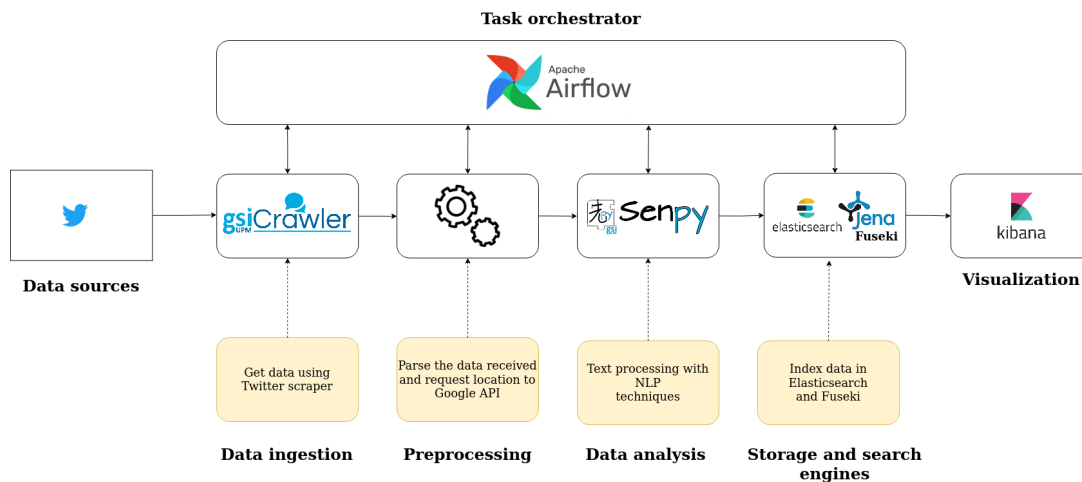 Task orchestrator
Apache
Airflow
gsiCrawler
UPM
Senpy
gsi
elasticsearch
jena
Fuseki
kibana
Data sources
Visualization
Get data using
Twitter scraper
Parse the data received
and request location to
Google API
Text processing with
NLP
techniques
Index data in
Elasticsearch
and Fuseki
Data ingestion
Preprocessing
Data analysis
Storage and search
engines